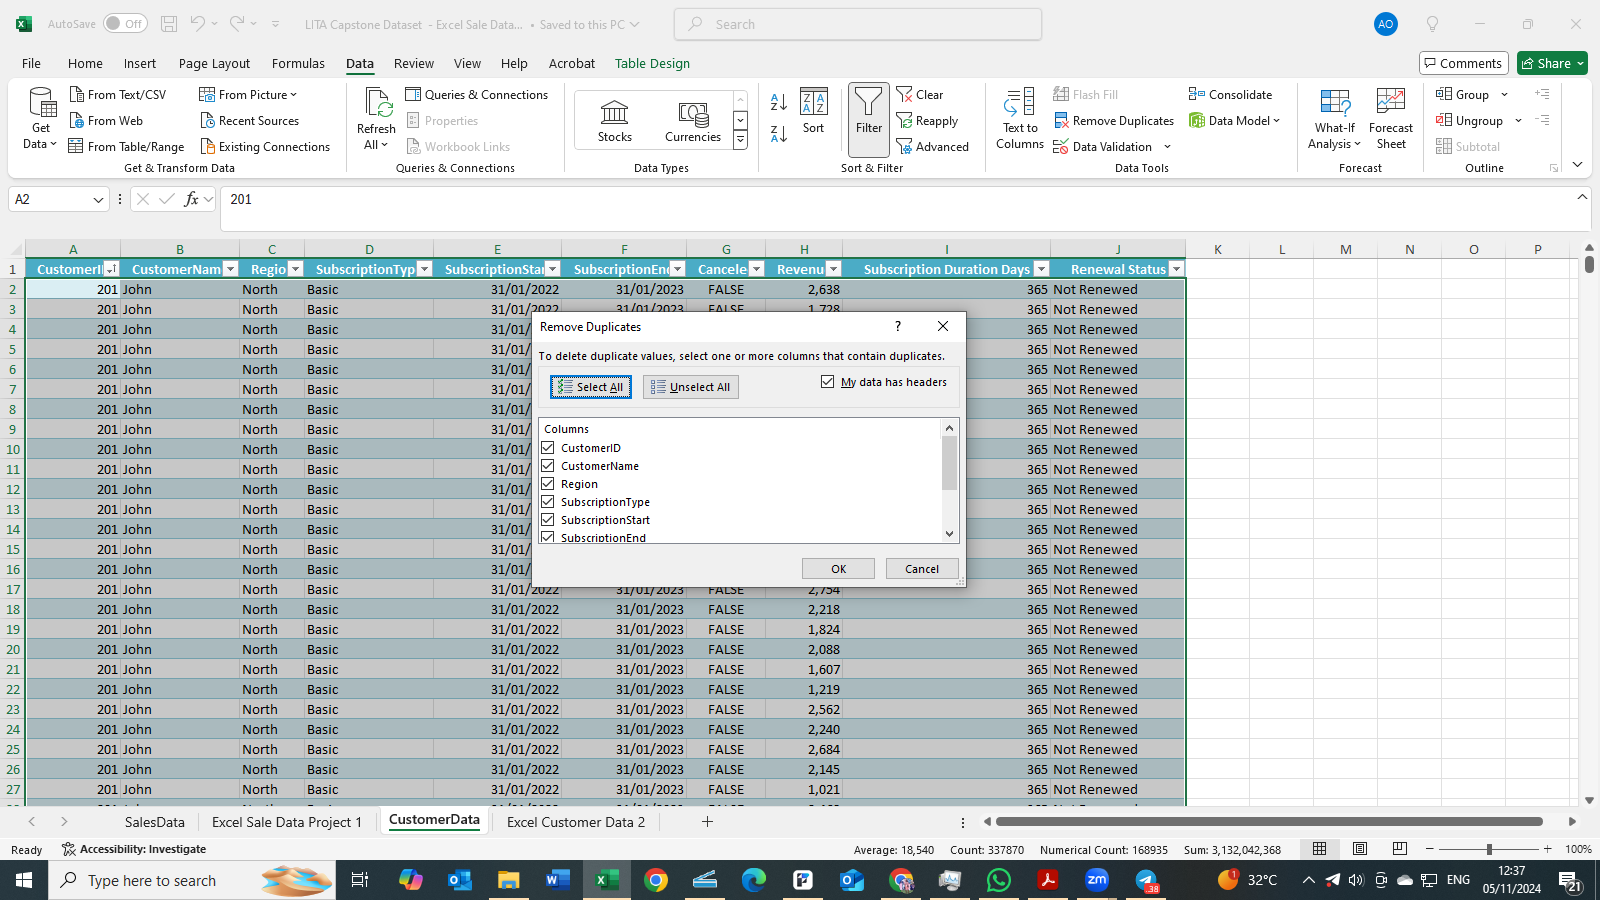 AutoSave Off LITA Capstone Dataset - Excel Sale Data... • Saved to this PC Search AO
File Home Insert Page Layout Formulas Data Review View Help Acrobat Table Design Comments Share
Get Data From Text/CSV From Web From Table/Range From Picture Recent Sources Existing Connections
Get & Transform Data
Refresh All Queries & Connections Properties Workbook Links
Queries & Connections
Stocks Currencies
Data Types
Sort Filter Clear Reapply Advanced
Sort & Filter
Text to Columns Flash Fill Remove Duplicates Data Validation Consolidate Data Model
Data Tools
What-If Analysis Forecast Sheet
Forecast
Group Ungroup Subtotal
Outline
A2 fx 201
A B C D E F G H I J K L M N O P
1 CustomerI CustomerNam Regio SubscriptionTyp SubscriptionStar SubscriptionEnd Cancele Revenu Subscription Duration Days Renewal Status
2 201 John North Basic 31/01/2022 31/01/2023 FALSE 2,638 365 Not Renewed
3 201 John North Basic 31/01/2022 31/01/2023 FALSE 1,728 365 Not Renewed
4 201 John North Basic 31/0 365 Not Renewed
5 201 John North Basic 31/01/ 365 Not Renewed
6 201 John North Basic 31/01/ 365 Not Renewed
7 201 John North Basic 31/01/ 365 Not Renewed
8 201 John North Basic 31/01/ 365 Not Renewed
9 201 John North Basic 31/01/ 365 Not Renewed
10 201 John North Basic 31/01/ 365 Not Renewed
11 201 John North Basic 31/01/ 365 Not Renewed
12 201 John North Basic 31/01/ 365 Not Renewed
13 201 John North Basic 31/01/ 365 Not Renewed
14 201 John North Basic 31/01/ 365 Not Renewed
15 201 John North Basic 31/01/ 365 Not Renewed
16 201 John North Basic 31/01/ 365 Not Renewed
17 201 John North Basic 31/01/2022 31/01/2023 FALSE 2,754 365 Not Renewed
18 201 John North Basic 31/01/2022 31/01/2023 FALSE 2,218 365 Not Renewed
19 201 John North Basic 31/01/2022 31/01/2023 FALSE 1,824 365 Not Renewed
20 201 John North Basic 31/01/2022 31/01/2023 FALSE 2,088 365 Not Renewed
21 201 John North Basic 31/01/2022 31/01/2023 FALSE 1,607 365 Not Renewed
22 201 John North Basic 31/01/2022 31/01/2023 FALSE 1,219 365 Not Renewed
23 201 John North Basic 31/01/2022 31/01/2023 FALSE 2,562 365 Not Renewed
24 201 John North Basic 31/01/2022 31/01/2023 FALSE 2,240 365 Not Renewed
25 201 John North Basic 31/01/2022 31/01/2023 FALSE 2,684 365 Not Renewed
26 201 John North Basic 31/01/2022 31/01/2023 FALSE 2,145 365 Not Renewed
27 201 John North Basic 31/01/2022 31/01/2023 FALSE 1,021 365 Not Renewed
Remove Duplicates ?
To delete duplicate values, select one or more columns that contain duplicates.
Select All Unselect All My data has headers
Columns
CustomerID
CustomerName
Region
SubscriptionType
SubscriptionStart
SubscriptionEnd
OK Cancel
SalesData Excel Sale Data Project 1 CustomerData Excel Customer Data 2
Ready Accessibility: Investigate Average: 18,540 Count: 337870 Numerical Count: 168935 Sum: 3,132,042,368 100%
Type here to search 38 1 32°C ENG 12:37
05/11/2024 21